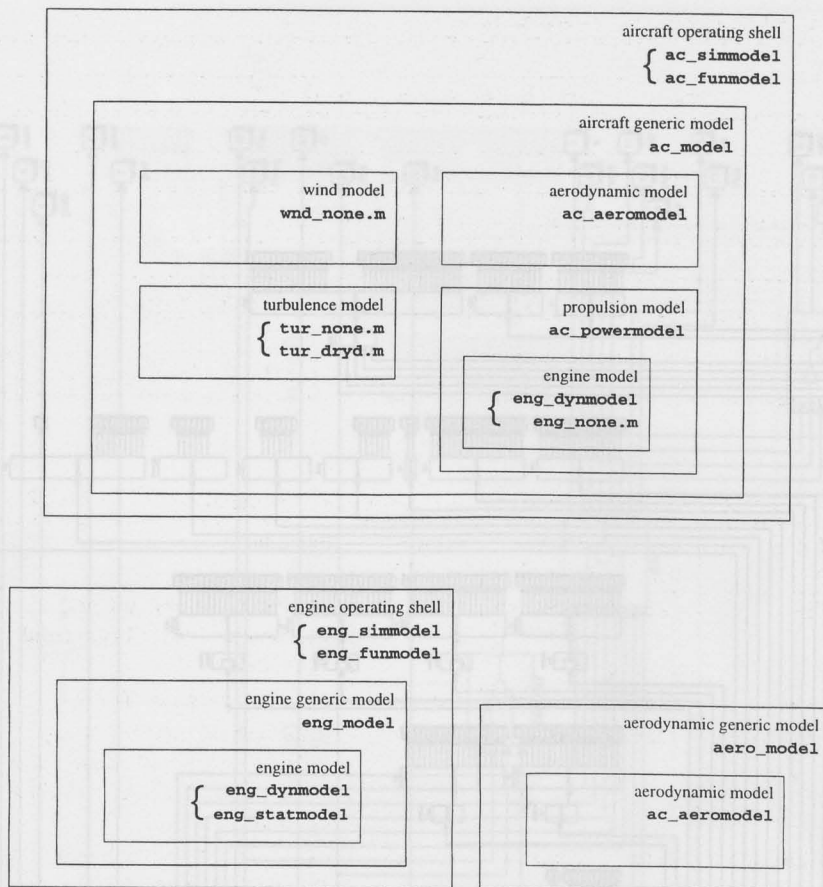 aircraft operating shell
{ ac_simmodel
ac_funmodel
aircraft generic model
ac_model
wind model
wnd_none.m
aerodynamic model
ac_aeromodel
turbulence model
{ tur_none.m
tur_dryd.m
propulsion model
ac_powermodel
engine model
{ eng_dynmodel
eng_none.m
engine operating shell
{ eng_simmodel
eng_funmodel
engine generic model
eng_model
engine model
{ eng_dynmodel
eng_statmodel
aerodynamic generic model
aero_model
aerodynamic model
ac_aeromodel